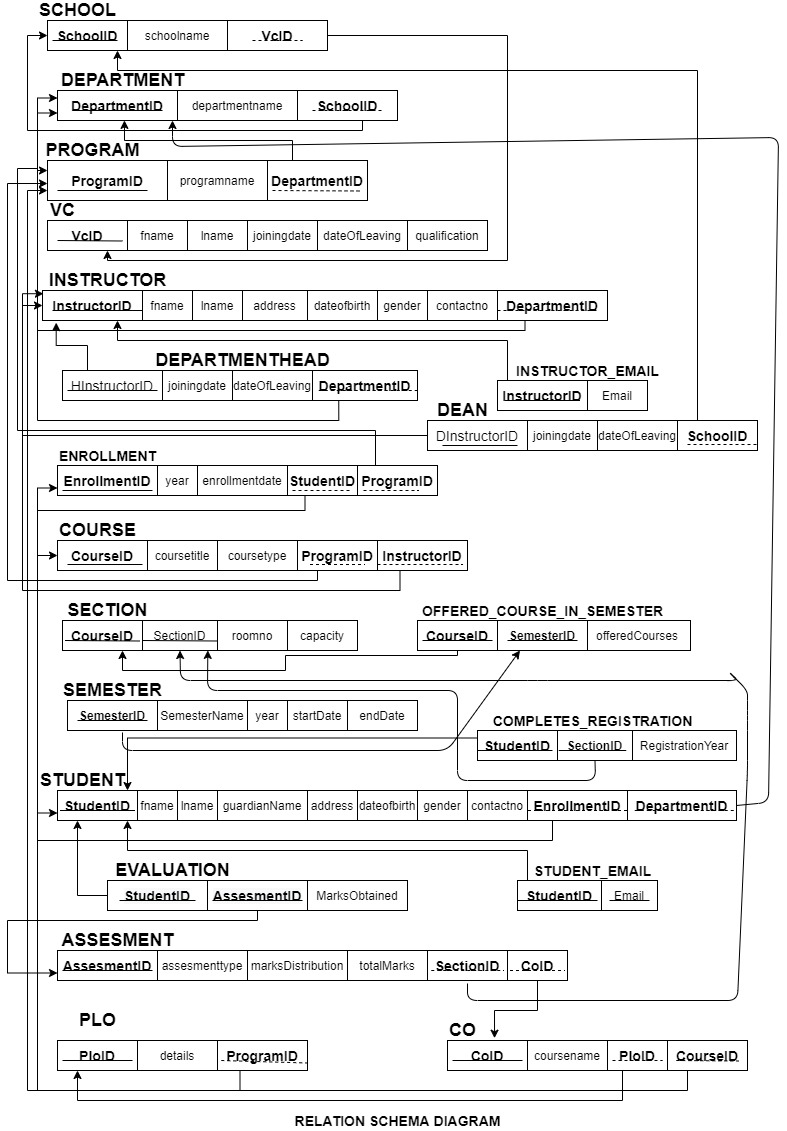 SCHOOL
SchoolID schoolname VcID
DEPARTMENT
DepartmentID departmentname SchoolID
PROGRAM
ProgramID programname DepartmentID
VC
VcID fname lname joiningdate dateOfLeaving qualification
INSTRUCTOR
InstructorID fname lname address dateofbirth gender contactno DepartmentID
DEPARTMENTHEAD
HInstructorID joiningdate dateOfLeaving DepartmentID
INSTRUCTOR_EMAIL
InstructorID Email
DEAN
DInstructorID joiningdate dateOfLeaving SchoolID
ENROLLMENT
EnrollmentID year enrollmentdate StudentID ProgramID
COURSE
CourseID coursetitle coursetype ProgramID InstructorID
SECTION
CourseID SectionID roomno capacity
OFFERED_COURSE_IN_SEMESTER
CourseID SemesterID offeredCourses
SEMESTER
SemesterID SemesterName year startDate endDate
COMPLETES_REGISTRATION
StudentID SectionID RegistrationYear
STUDENT
StudentID fname lname guardianName address dateofbirth gender contactno EnrollmentID DepartmentID
EVALUATION
StudentID AssesmentID MarksObtained
STUDENT_EMAIL
StudentID Email
ASSESMENT
AssesmentID assesmenttype marksDistribution totalMarks SectionID CoID
PLO
PloID details ProgramID
CO
CoID coursename PloID CourseID
RELATION SCHEMA DIAGRAM